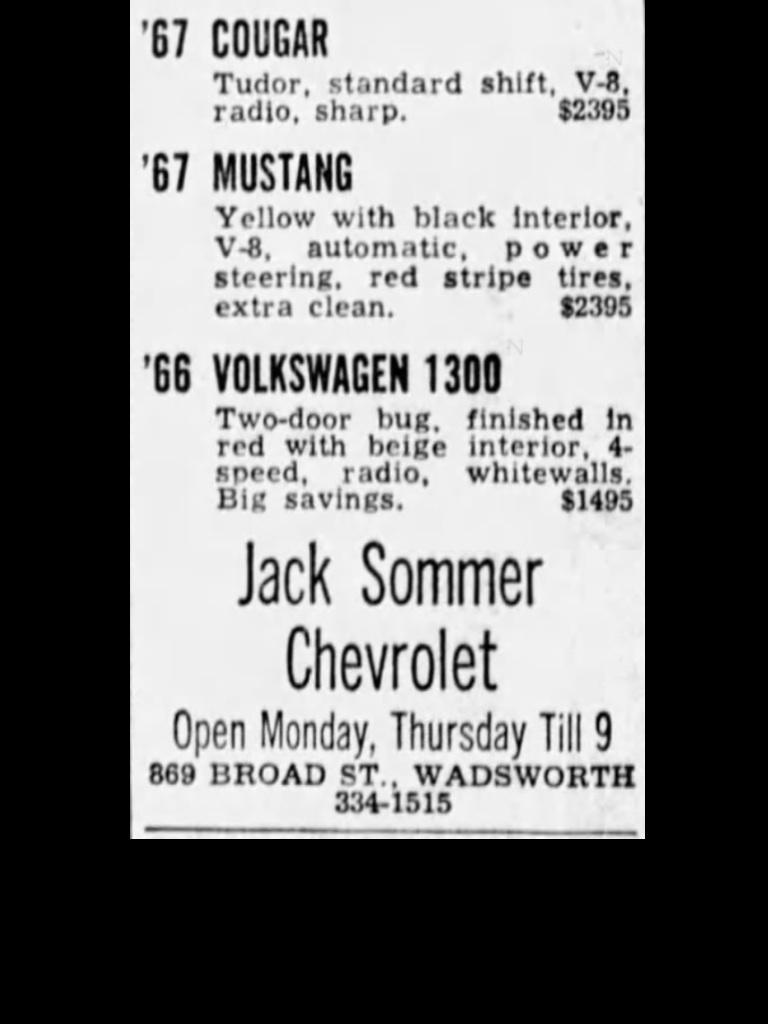 '67 COUGAR
Tudor, standard shift, V-8,
radio, sharp. $2395
'67 MUSTANG
Yellow with black interior,
V-8, automatic, power
steering, red stripe tires,
extra clean. $2395
'66 VOLKSWAGEN 1300
Two-door bug, finished in
red with beige interior, 4-
speed, radio, whitewalls.
Big savings. $1495
Jack Sommer
Chevrolet
Open Monday, Thursday Till 9
869 BROAD ST., WADSWORTH
334-1515